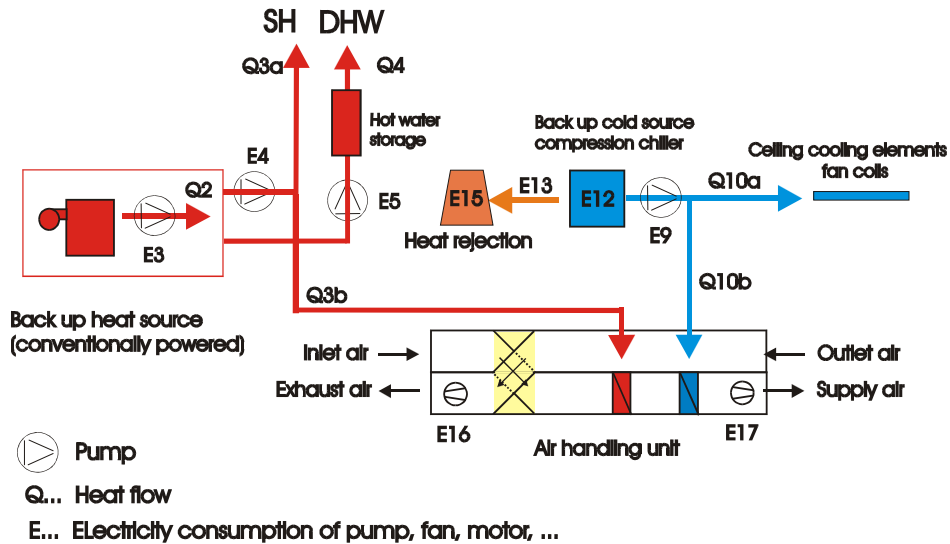 SH DHW
Q3a
Q4
Hot water
storage
Back up cold source
compression chiller
Ceiling cooling elements
fan coils
E4
Q2
E5
E13
E15
E12
Q10a
E3
Heat rejection
E9
Q10b
Q3b
Back up heat source
(conventionally powered)
Inlet air
Outlet air
Exhaust air
Supply air
E16
E17
Air handling unit
Pump
Q... Heat flow
E... ELectricity consumption of pump, fan, motor, ...